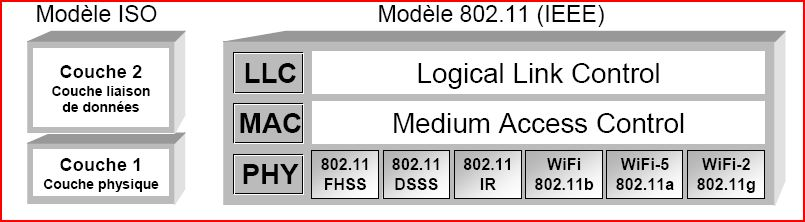 Modèle ISO
Modèle 802.11 (IEEE)
Couche 2
Couche liaison
de données
Couche 1
Couche physique
LLC
Logical Link Control
MAC
Medium Access Control
PHY
802.11
FHSS
802.11
DSSS
802.11
IR
WiFi
802.11b
WiFi-5
802.11a
WiFi-2
802.11g